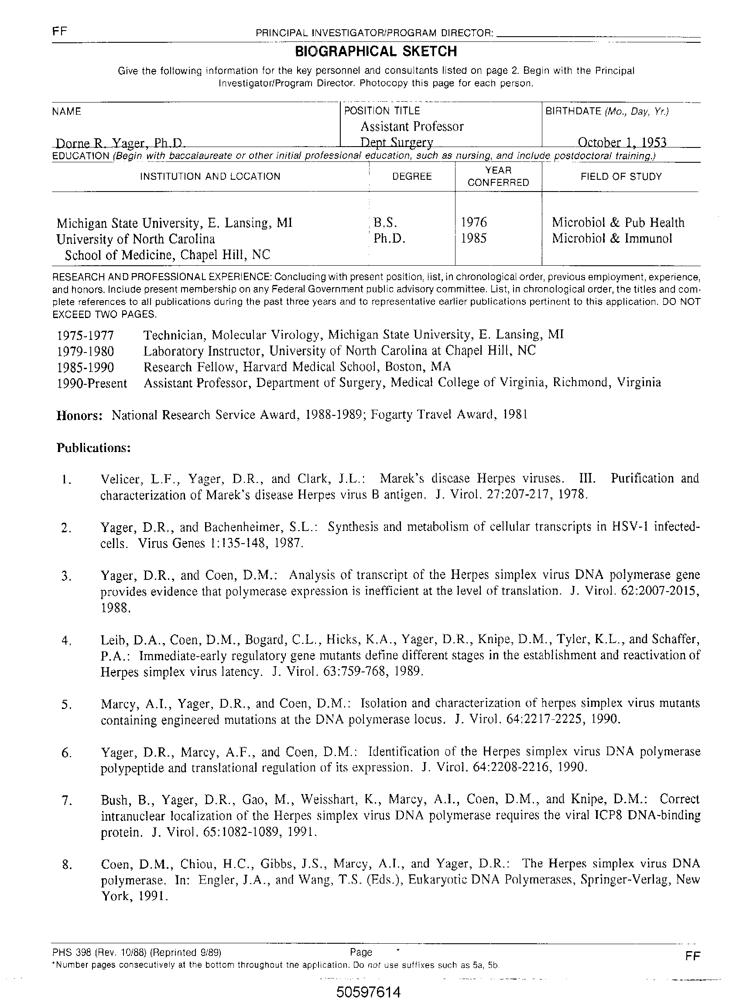 FF
PRINCIPAL INVESTIGATOR/PROGRAM DIRECTOR:
BIOGRAPHICAL SKETCH
Give the following information for the key personnel and consultants listed on page 2. Begin with the Principal
Investigator/Program Director. Photocopy this page for each person.
NAME POSITION TITLE BIRTHDATE (Mo., Day, Yr.)
Assistant Professor
Dorne R. Yager, Ph.D. Dept Surgery October 1, 1953
EDUCATION (Begin with baccalaureate or other initial professional education, such as nursing, and include postdoctoral training.)
INSTITUTION AND LOCATION DEGREE YEAR CONFERRED FIELD OF STUDY
Michigan State University, E. Lansing, MI B.S. 1976 Microbiol & Pub Health
University of North Carolina Ph.D. 1985 Microbiol & Immunol
School of Medicine, Chapel Hill, NC
RESEARCH AND PROFESSIONAL EXPERIENCE: Concluding with present position, list, in chronological order, previous employment, experience,
and honors. Include present membership on any Federal Government public advisory committee. List, in chronological order, the titles and com-
plete references to all publications during the past three years and to representative earlier publications pertinent to this application. DO NOT
EXCEED TWO PAGES.
1975-1977 Technician, Molecular Virology, Michigan State University, E. Lansing, MI
1979-1980 Laboratory Instructor, University of North Carolina at Chapel Hill, NC
1985-1990 Research Fellow, Harvard Medical School, Boston, MA
1990-Present Assistant Professor, Department of Surgery, Medical College of Virginia, Richmond, Virginia
Honors: National Research Service Award, 1988-1989; Fogarty Travel Award, 1981
Publications:
1. Velicer, L.F., Yager, D.R., and Clark, J.L.: Marek's disease Herpes viruses. III. Purification and
characterization of Marek's disease Herpes virus B antigen. J. Virol. 27:207-217, 1978.
2. Yager, D.R., and Bachenheimer, S.L.: Synthesis and metabolism of cellular transcripts in HSV-1 infected-
cells. Virus Genes 1:135-148, 1987.
3. Yager, D.R., and Coen, D.M.: Analysis of transcript of the Herpes simplex virus DNA polymerase gene
provides evidence that polymerase expression is inefficient at the level of translation. J. Virol. 62:2007-2015,
1988.
4. Leib, D.A., Coen, D.M., Bogard, C.L., Hicks, K.A., Yager, D.R., Knipe, D.M., Tyler, K.L., and Schaffer,
P.A.: Immediate-early regulatory gene mutants define different stages in the establishment and reactivation of
Herpes simplex virus latency. J. Virol. 63:759-768, 1989.
5. Marcy, A.I., Yager, D.R., and Coen, D.M.: Isolation and characterization of herpes simplex virus mutants
containing engineered mutations at the DNA polymerase locus. J. Virol. 64:2217-2225, 1990.
6. Yager, D.R., Marcy, A.F., and Coen, D.M.: Identification of the Herpes simplex virus DNA polymerase
polypeptide and translational regulation of its expression. J. Virol. 64:2208-2216, 1990.
7. Bush, B., Yager, D.R., Gao, M., Weisshart, K., Marcy, A.I., Coen, D.M., and Knipe, D.M.: Correct
intranuclear localization of the Herpes simplex virus DNA polymerase requires the viral ICP8 DNA-binding
protein. J. Virol. 65:1082-1089, 1991.
8. Coen, D.M., Chiou, H.C., Gibbs, J.S., Marcy, A.I., and Yager, D.R.: The Herpes simplex virus DNA
polymerase. In: Engler, J.A., and Wang, T.S. (Eds.), Eukaryotic DNA Polymerases, Springer-Verlag, New
York, 1991.
PHS 398 (Rev. 10/88) (Reprinted 9/89) Page * FF
*Number pages consecutively at the bottom throughout the application. Do not use suffixes such as 5a, 5b.
50597614